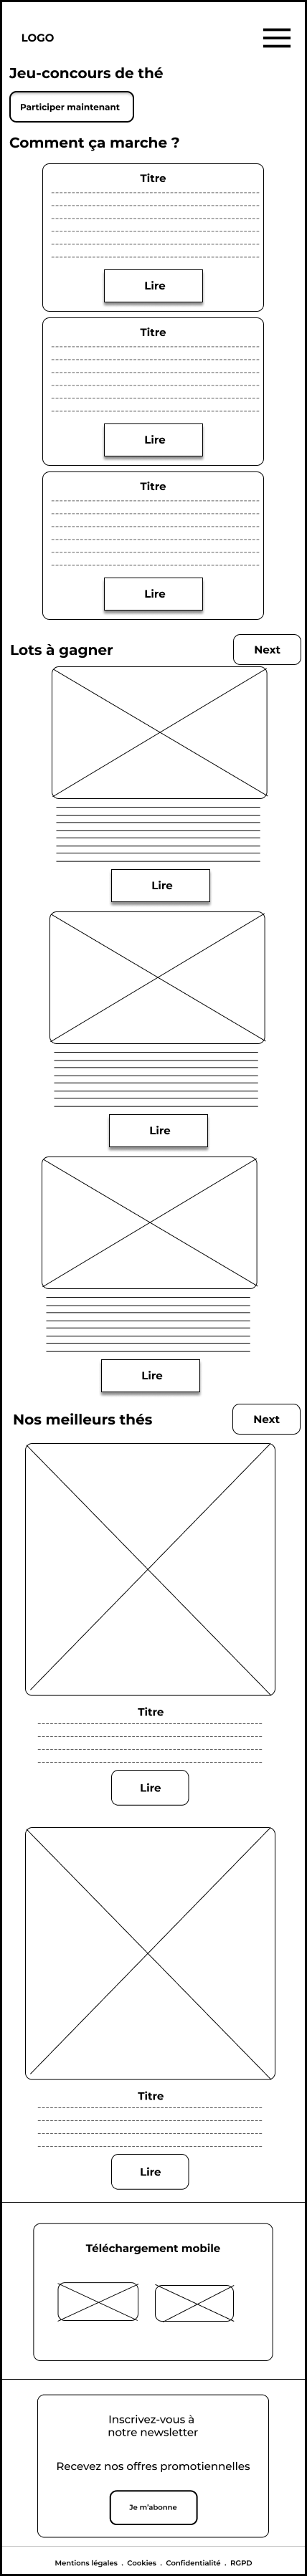 LOGO
Jeu-concours de thé
Participer maintenant
Comment ça marche ?
Titre
Lire
Titre
Lire
Titre
Lire
Lots à gagner
Next
Lire
Lire
Lire
Nos meilleurs thés
Next
Titre
Lire
Titre
Lire
Téléchargement mobile
Inscrivez-vous à
notre newsletter
Recevez nos offres promotiennelles
Je m'abonne
Mentions légales . Cookies . Confidentialité . RGPD